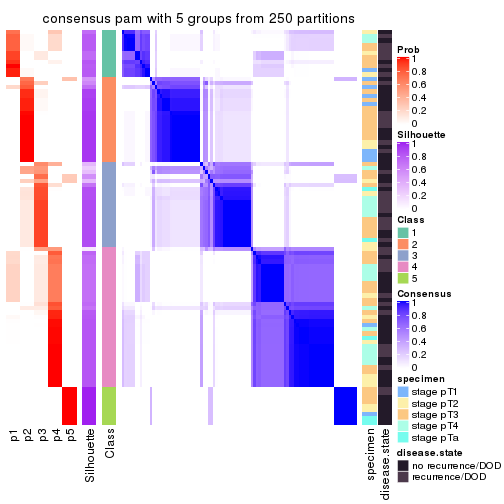 consensus pam with 5 groups from 250 partitions
Prob
1
0.8
0.6
0.4
0.2
0
Silhouette
1
0.8
0.6
0.4
0.2
0
Class
1
2
3
4
5
Consensus
1
0.8
0.6
0.4
0.2
0
specimen
stage pT1
stage pT2
stage pT3
stage pT4
stage pTa
disease.state
no recurrence/DOD
recurrence/DOD
p1
p2
p3
p4
p5
Silhouette
Class
specimen
disease.state